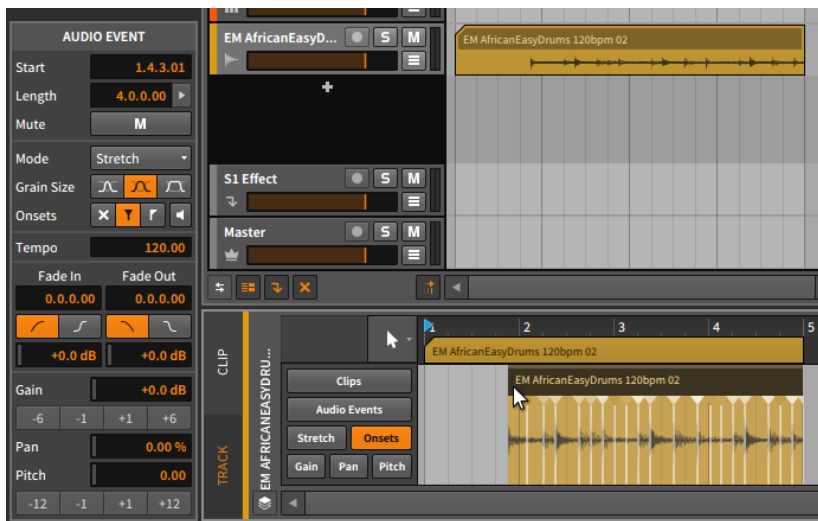 AUDIO EVENT
Start 1.4.3.01
Length 4.0.0.00
Mute M
Mode Stretch
Grain Size
Onsets
Tempo 120.00
Fade In Fade Out
0.0.0.00 0.0.0.00
+0.0 dB +0.0 dB
Gain +0.0 dB
-6 -1 +1 +6
Pan 0.00 %
Pitch 0.00
-12 -1 +1 +12
EM AfricanEasyD... S M
EM AfricanEasyDrums 120bpm 02
S1 Effect S M
Master S M
CLIP
TRACK
EM AFRICANEASYDRU...
Clips
Audio Events
Stretch Onsets
Gain Pan Pitch
1 2 3 4 5
EM AfricanEasyDrums 120bpm 02
EM AfricanEasyDrums 120bpm 02